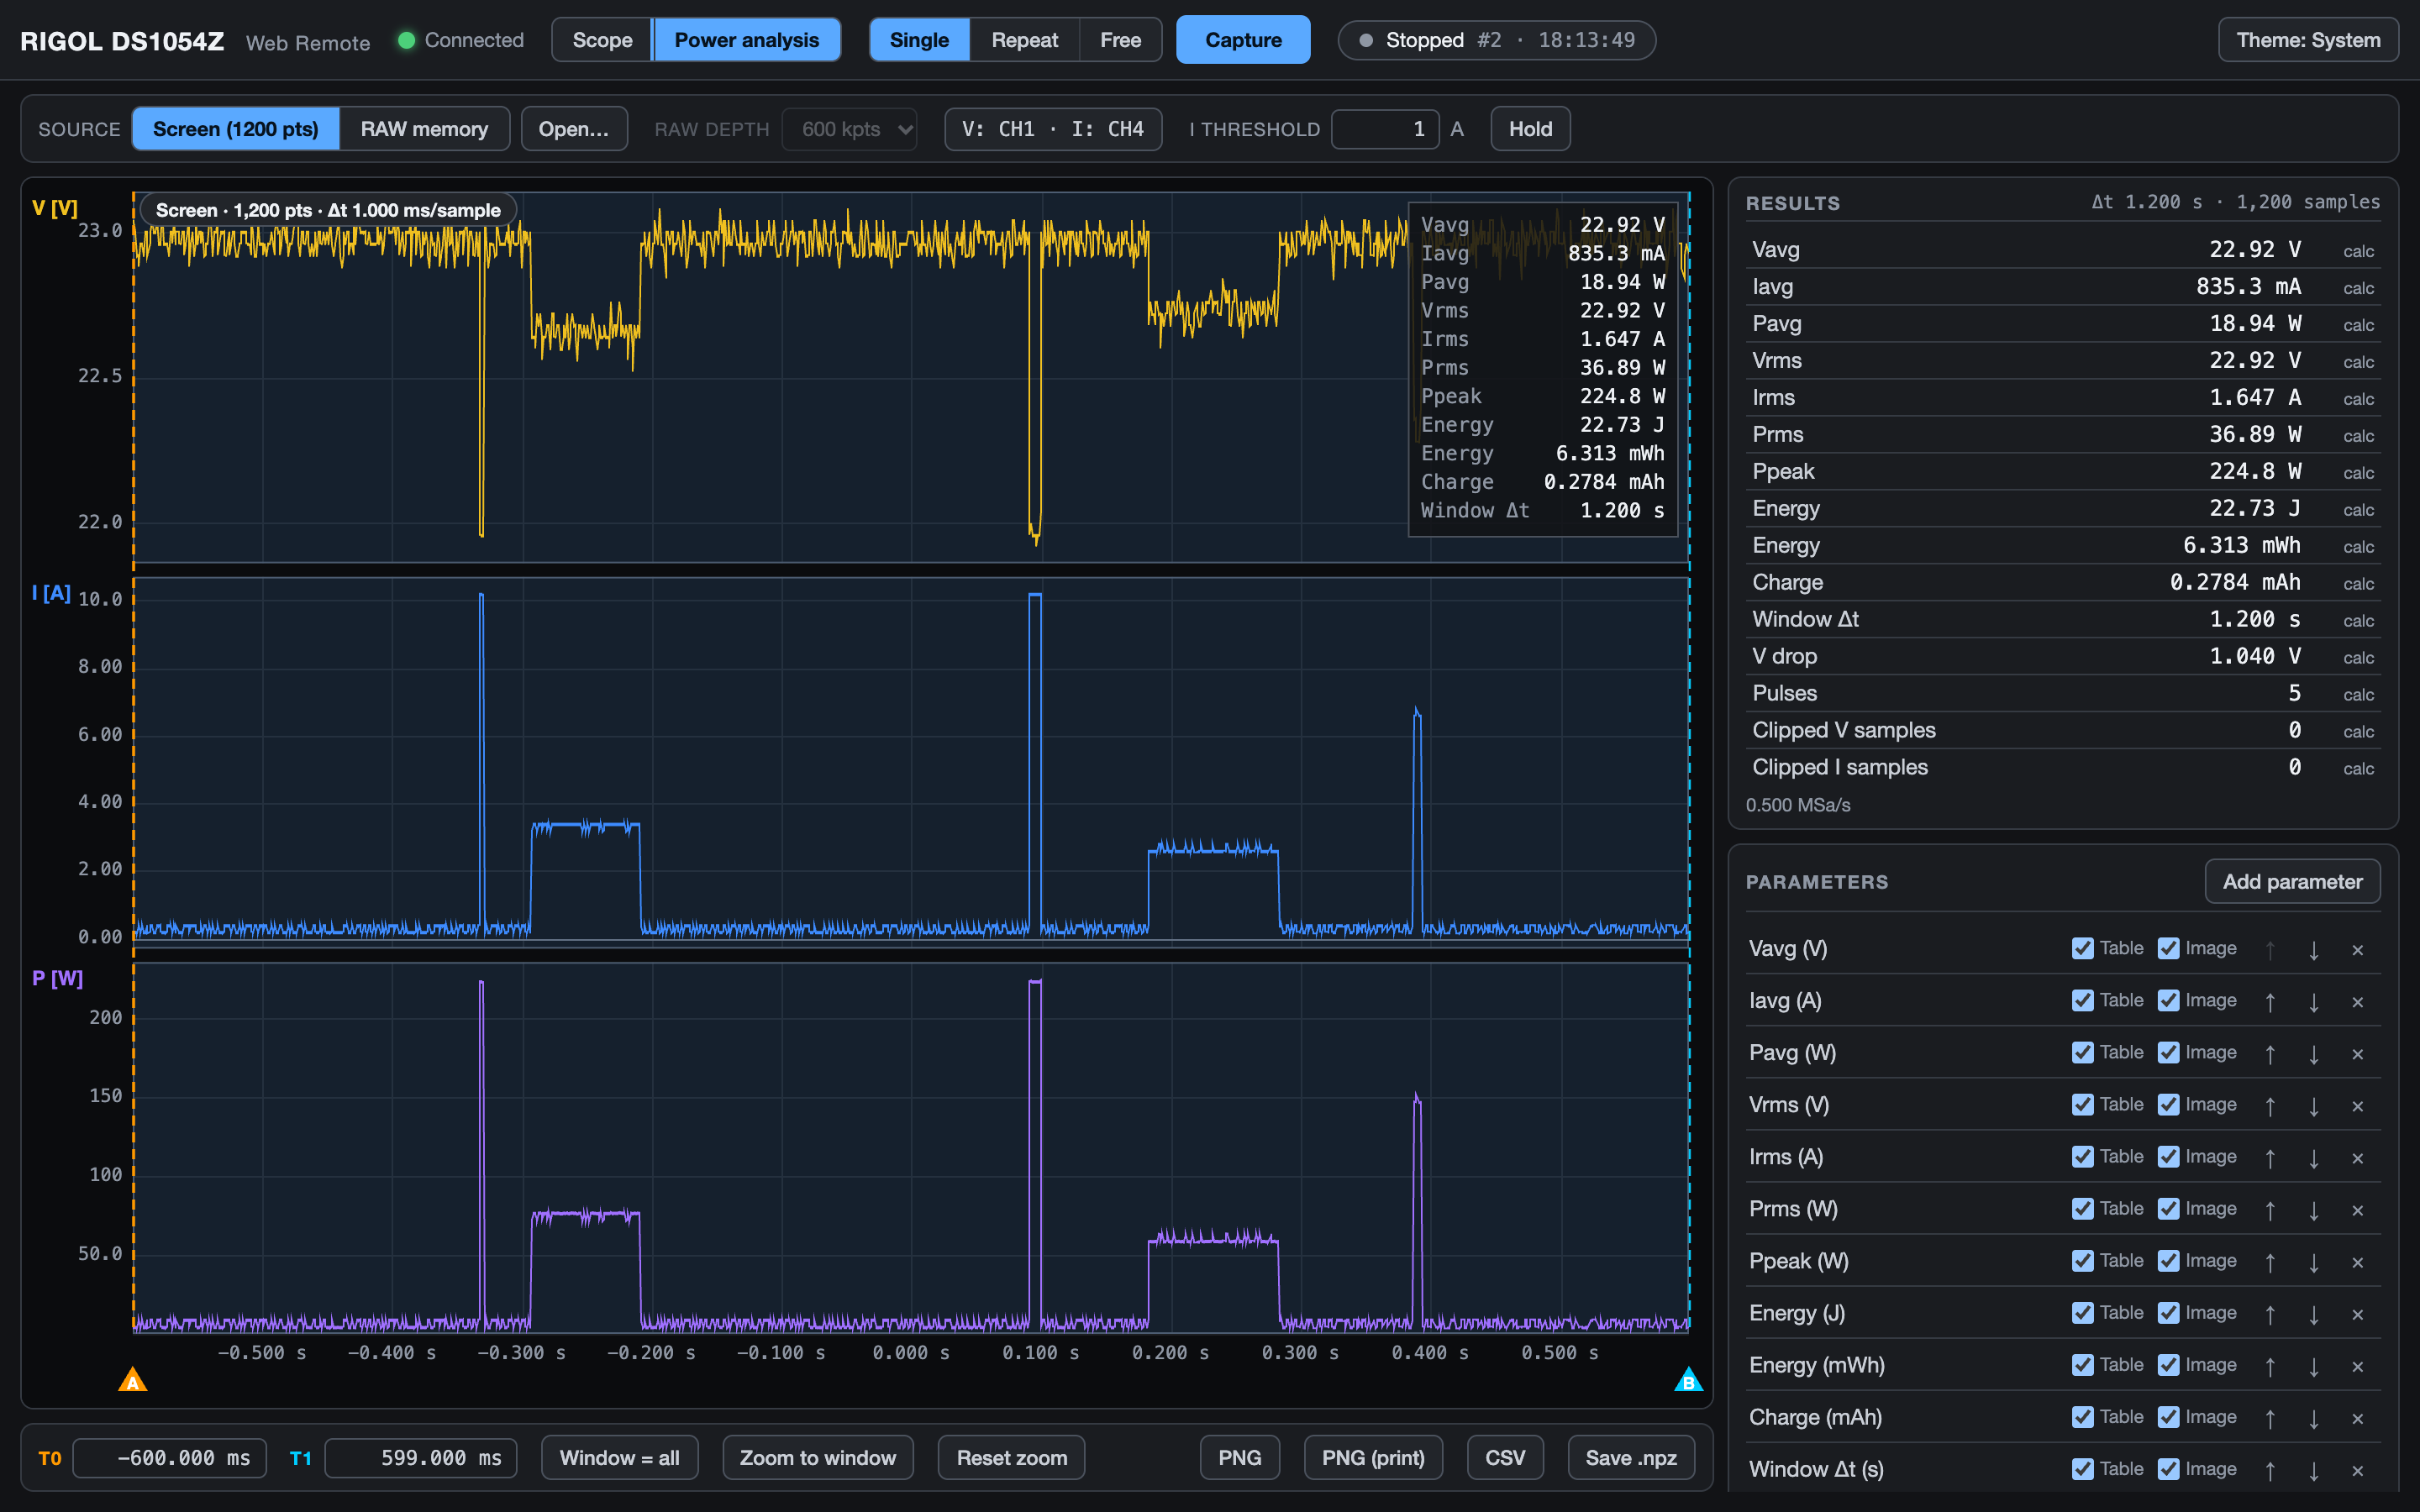 RIGOL DS1054Z Web Remote Connected Scope Power analysis Single Repeat Free Capture Stopped #2 · 18:13:49 Theme: System
SOURCE Screen (1200 pts) RAW memory Open... RAW DEPTH 600 kpts V: CH1 · I: CH4 I THRESHOLD 1 A Hold
V [V]
Screen · 1,200 pts · Δt 1.000 ms/sample
23.0
22.5
22.0
Vavg 22.92 V
Iavg 835.3 mA
Pavg 18.94 W
Vrms 22.92 V
Irms 1.647 A
Prms 36.89 W
Ppeak 224.8 W
Energy 22.73 J
Energy 6.313 mWh
Charge 0.2784 mAh
Window Δt 1.200 s
I [A]
10.0
8.00
6.00
4.00
2.00
0.00
P [W]
200
150
100
50.0
−0.500 s −0.400 s −0.300 s −0.200 s −0.100 s 0.000 s 0.100 s 0.200 s 0.300 s 0.400 s 0.500 s
A B
T0 −600.000 ms T1 599.000 ms Window = all Zoom to window Reset zoom PNG PNG (print) CSV Save .npz
RESULTS Δt 1.200 s · 1,200 samples
Vavg 22.92 V calc
Iavg 835.3 mA calc
Pavg 18.94 W calc
Vrms 22.92 V calc
Irms 1.647 A calc
Prms 36.89 W calc
Ppeak 224.8 W calc
Energy 22.73 J calc
Energy 6.313 mWh calc
Charge 0.2784 mAh calc
Window Δt 1.200 s calc
V drop 1.040 V calc
Pulses 5 calc
Clipped V samples 0 calc
Clipped I samples 0 calc
0.500 MSa/s
PARAMETERS Add parameter
Vavg (V) Table Image ↑ ↓ ×
Iavg (A) Table Image ↑ ↓ ×
Pavg (W) Table Image ↑ ↓ ×
Vrms (V) Table Image ↑ ↓ ×
Irms (A) Table Image ↑ ↓ ×
Prms (W) Table Image ↑ ↓ ×
Ppeak (W) Table Image ↑ ↓ ×
Energy (J) Table Image ↑ ↓ ×
Energy (mWh) Table Image ↑ ↓ ×
Charge (mAh) Table Image ↑ ↓ ×
Window Δt (s) Table Image ↑ ↓ ×